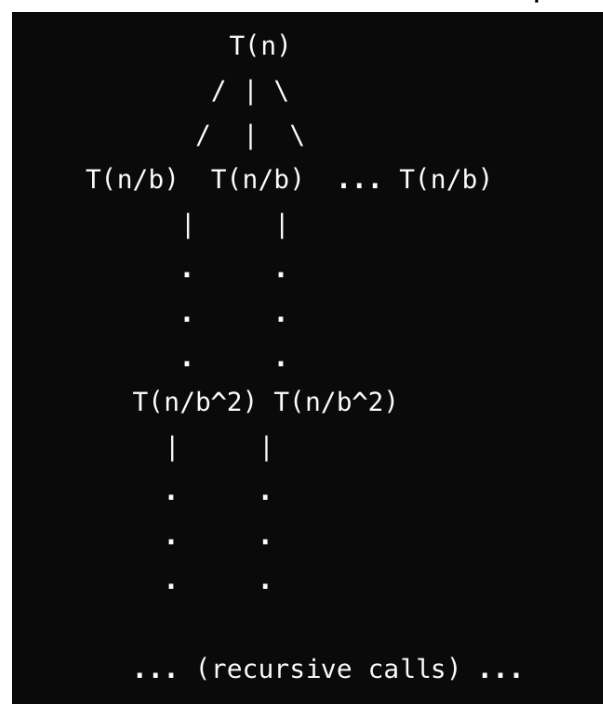 T(n)
/ | \
/ | \
T(n/b) T(n/b) ... T(n/b)
| |
. .
. .
. .
T(n/b^2) T(n/b^2)
| |
. .
. .
. .
... (recursive calls) ...